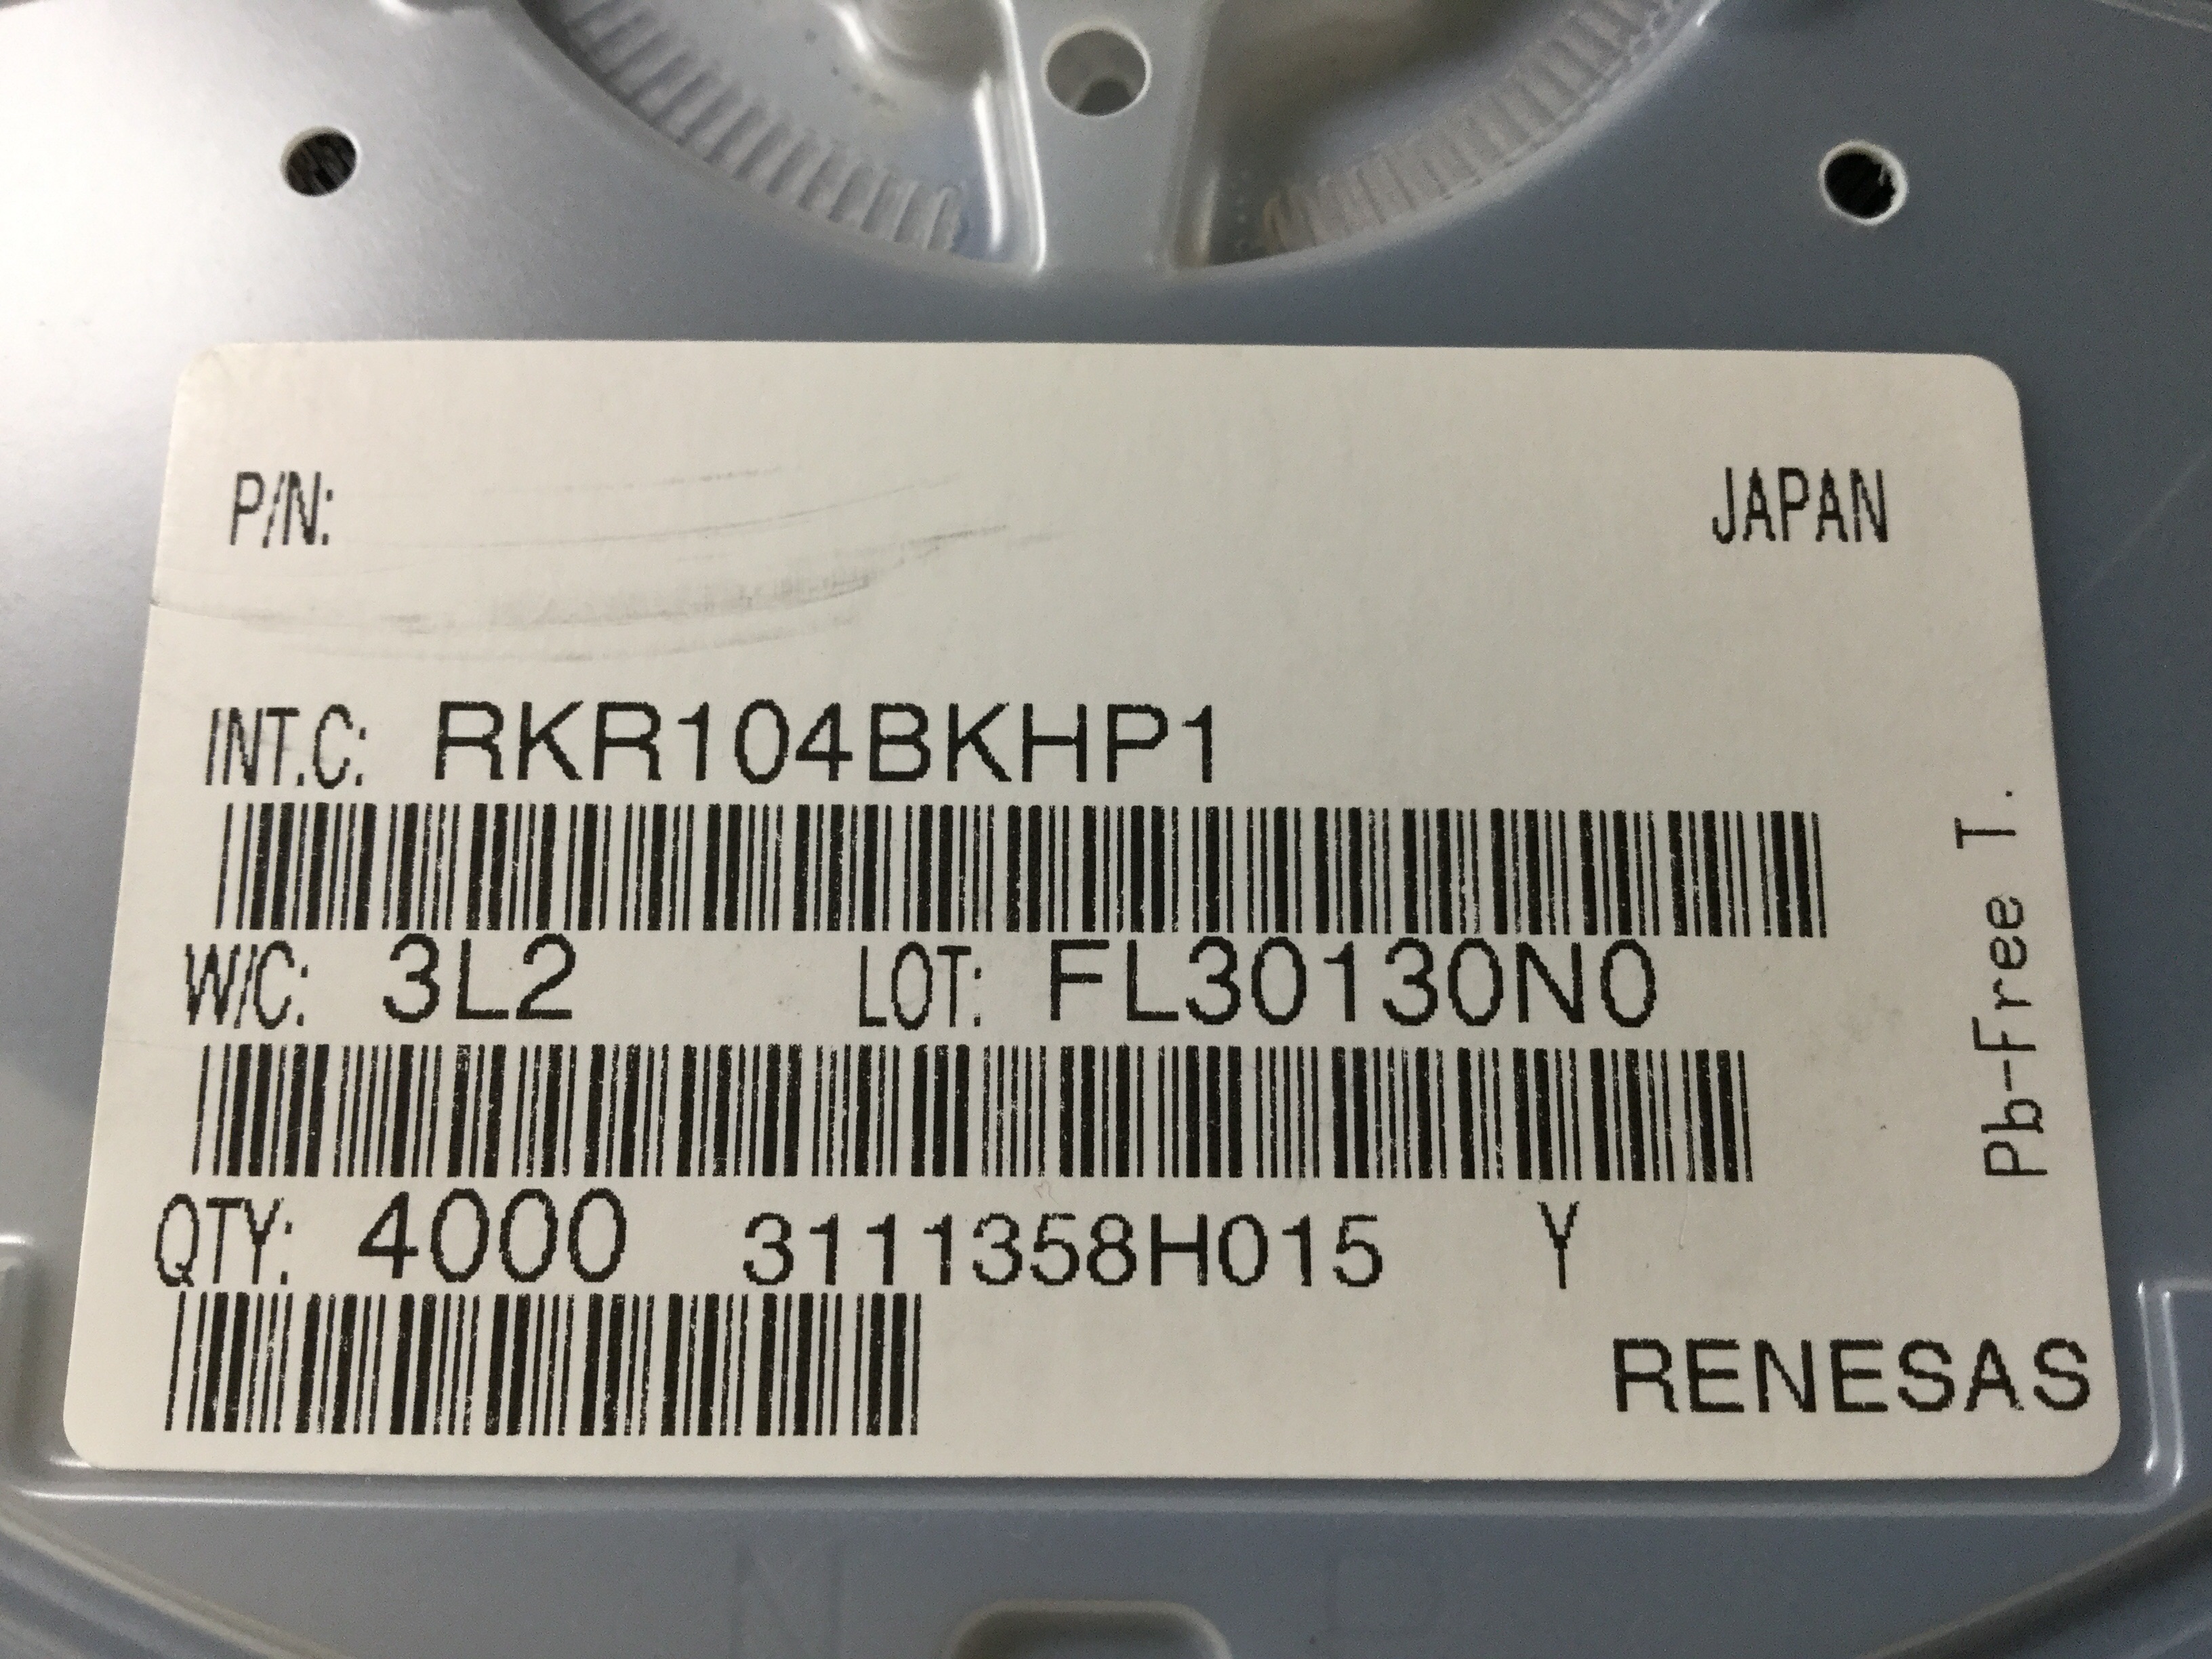 P/N: JAPAN
INT.C: RKR104BKHP1
W/C: 3L2 LOT: FL30130N0
QTY: 4000 3111358H015 Y
RENESAS
Pb-Free T.